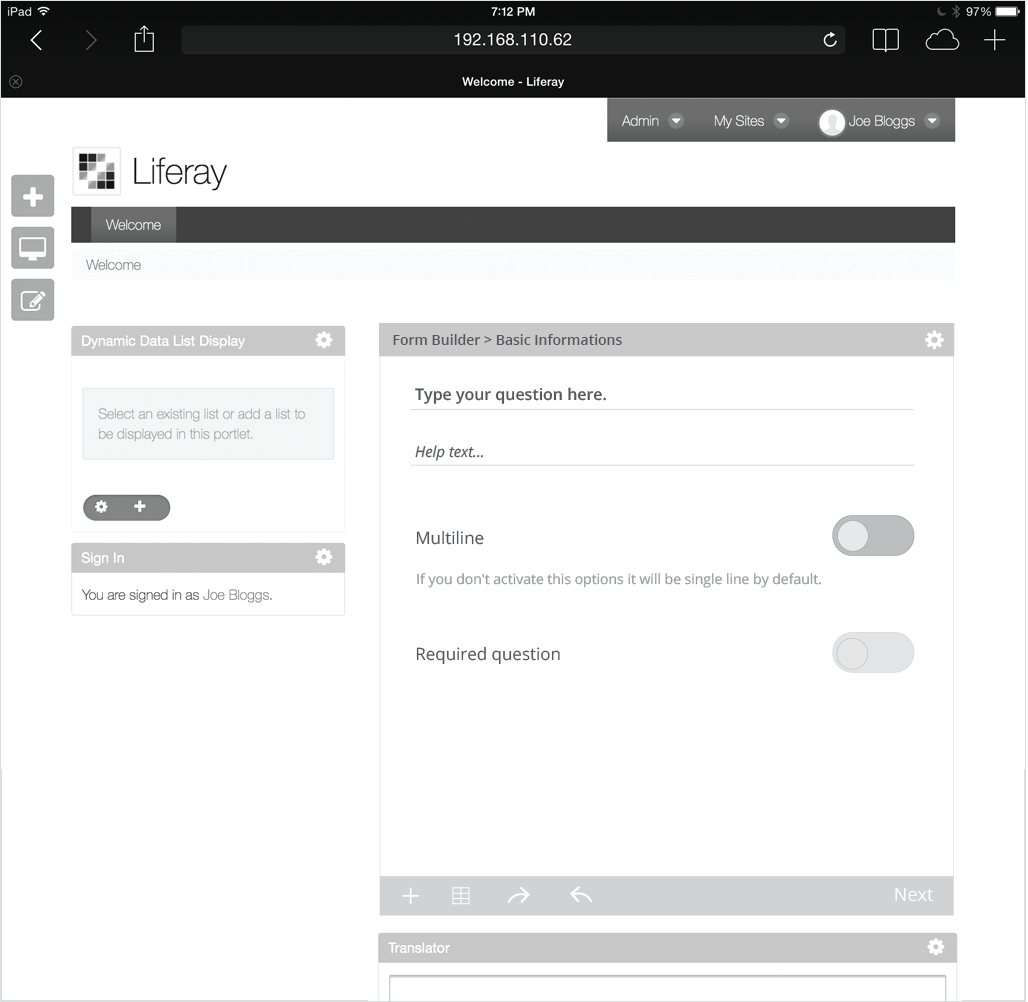 iPad 7:12 PM 97%
192.168.110.62
Welcome - Liferay
Admin My Sites Joe Bloggs
Liferay
Welcome
Welcome
Dynamic Data List Display
Select an existing list or add a list to
be displayed in this portlet.
Sign In
You are signed in as Joe Bloggs.
Form Builder > Basic Informations
Type your question here.
Help text...
Multiline
If you don't activate this options it will be single line by default.
Required question
Next
Translator